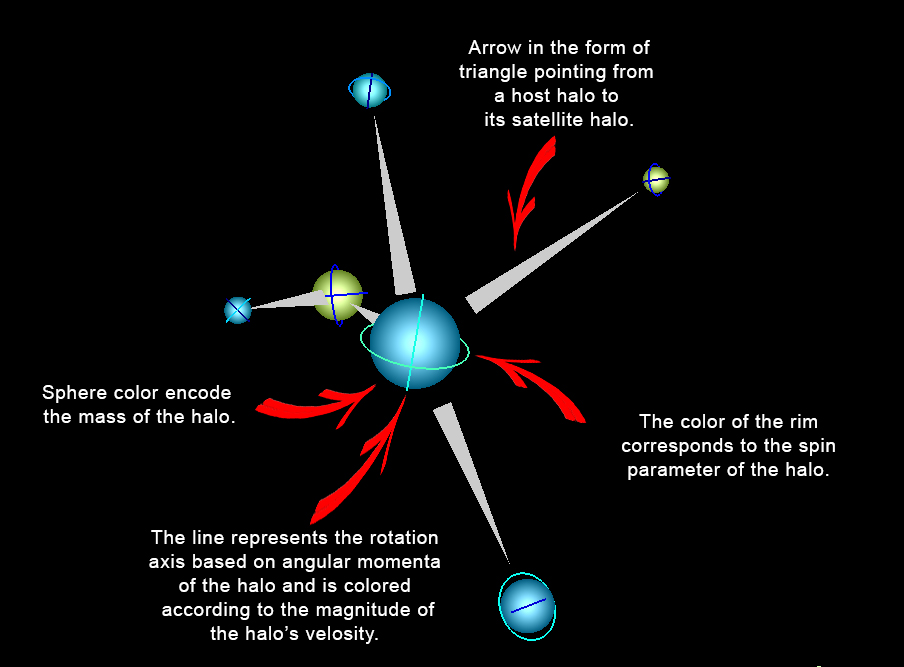 Arrow in the form of
triangle pointing from
a host halo to
its satellite halo.
Sphere color encode
the mass of the halo.
The color of the rim
corresponds to the spin
parameter of the halo.
The line represents the rotation
axis based on angular momenta
of the halo and is colored
according to the magnitude of
the halo’s velosity.